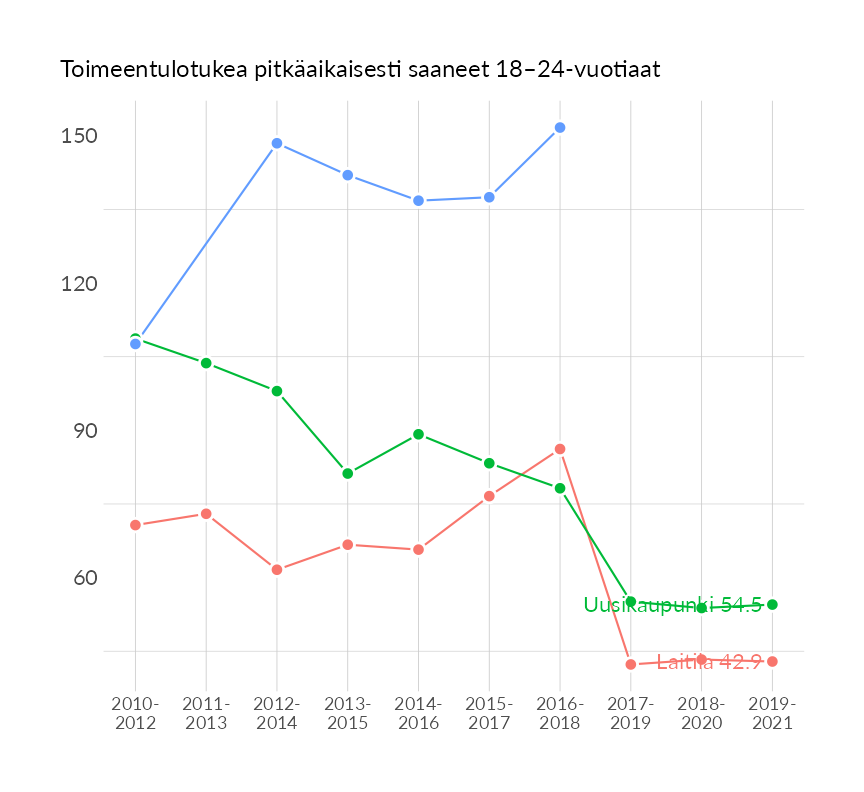 Toimeentulotukea pitkäaikaisesti saaneet 18–24-vuotiaat
150
120
90
60
Uusikaupunki 54.5
Laitila 42.9
2010- 2011- 2012- 2013- 2014- 2015- 2016- 2017- 2018- 2019-
2012 2013 2014 2015 2016 2017 2018 2019 2020 2021